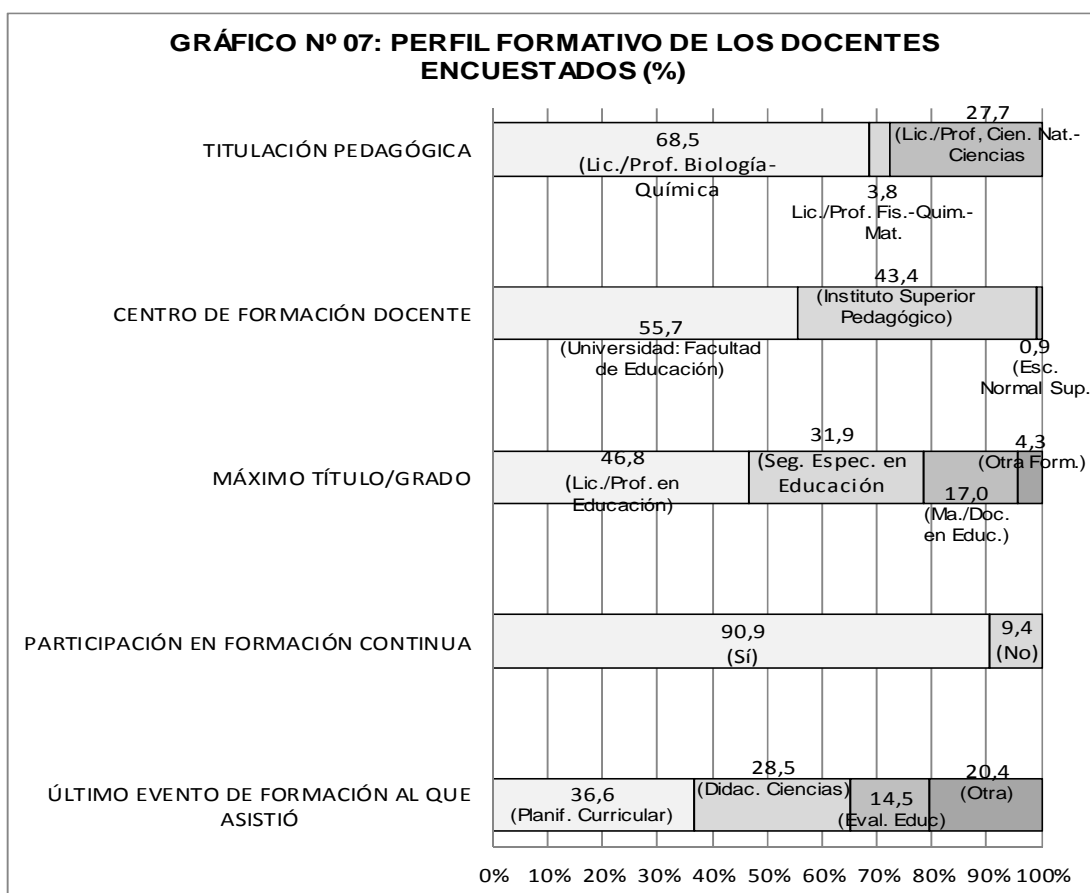 GRÁFICO Nº 07: PERFIL FORMATIVO DE LOS DOCENTES
ENCUESTADOS (%)
TITULACIÓN PEDAGÓGICA
68,5
(Lic./Prof. Biología-
Química
3,8
Lic./Prof. Fis.-Quim.-
Mat.
27,7
(Lic./Prof, Cien. Nat.-
Ciencias
CENTRO DE FORMACIÓN DOCENTE
55,7
(Universidad: Facultad
de Educación)
43,4
(Instituto Superior
Pedagógico)
0,9
(Esc.
Normal Sup.
MÁXIMO TÍTULO/GRADO
46,8
(Lic./Prof. en
Educación)
31,9
(Seg. Espec. en
Educación
17,0
(Ma./Doc.
en Educ.)
4,3
(Otra Form.)
PARTICIPACIÓN EN FORMACIÓN CONTINUA
90,9
(Sí)
9,4
(No)
ÚLTIMO EVENTO DE FORMACIÓN AL QUE
ASISTIÓ
36,6
(Planif. Curricular)
28,5
(Didac. Ciencias)
14,5
(Eval. Educ)
20,4
(Otra)
0% 10% 20% 30% 40% 50% 60% 70% 80% 90% 100%